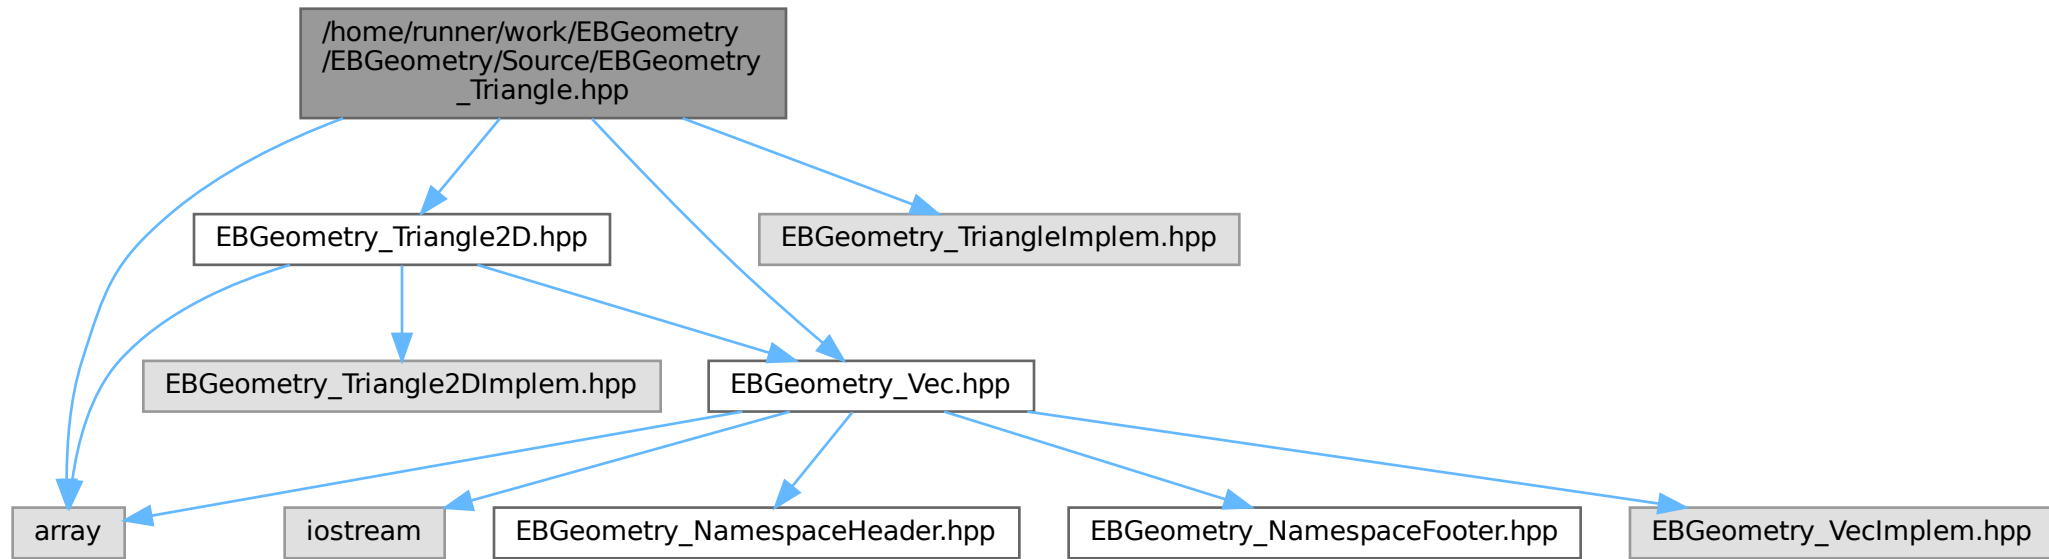 /home/runner/work/EBGeometry
/EBGeometry/Source/EBGeometry
_Triangle.hpp
EBGeometry_Triangle2D.hpp
EBGeometry_TriangleImplem.hpp
EBGeometry_Triangle2DImplem.hpp
EBGeometry_Vec.hpp
array
iostream
EBGeometry_NamespaceHeader.hpp
EBGeometry_NamespaceFooter.hpp
EBGeometry_VecImplem.hpp